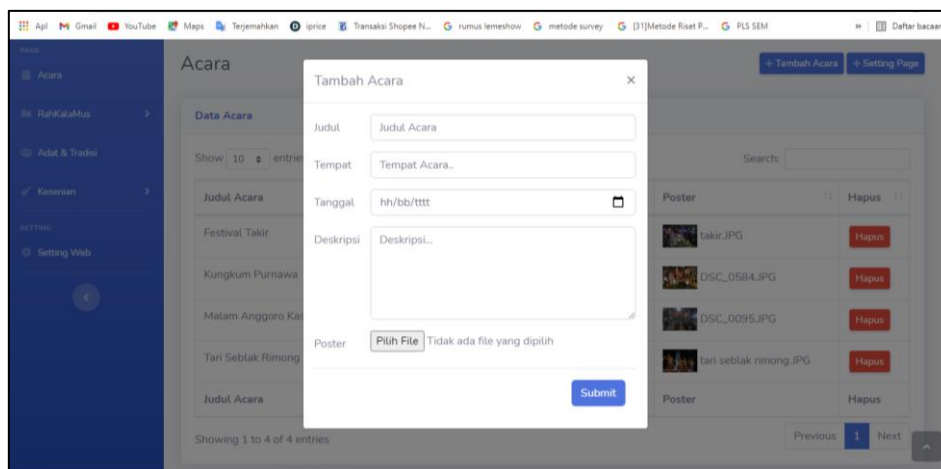 Apl Gmail YouTube Maps Terjemahkan iprice Transaksi Shopee N... rumus lemeshow metode survey [31]Metode Riset P... PLS SEM » Daftar bacaan
PAGE
Acara
RahKalaMus
Adat & Tradisi
Kesenian
SETTING
Setting Web
Acara
+ Tambah Acara + Setting Page
Data Acara
Show 10 entrie
Search:
Judul Acara Poster Hapus
Festival Takir takir.JPG Hapus
Kungkum Purnawa DSC_0584.JPG Hapus
Malam Anggoro Kas DSC_0095.JPG Hapus
Tari Seblak Rimong tari seblak rimong.JPG Hapus
Judul Acara Poster Hapus
Showing 1 to 4 of 4 entries
Previous 1 Next
Tambah Acara ×
Judul Judul Acara
Tempat Tempat Acara..
Tanggal hh/bb/tttt
Deskripsi Deskripsi...
Poster Pilih File Tidak ada file yang dipilih
Submit